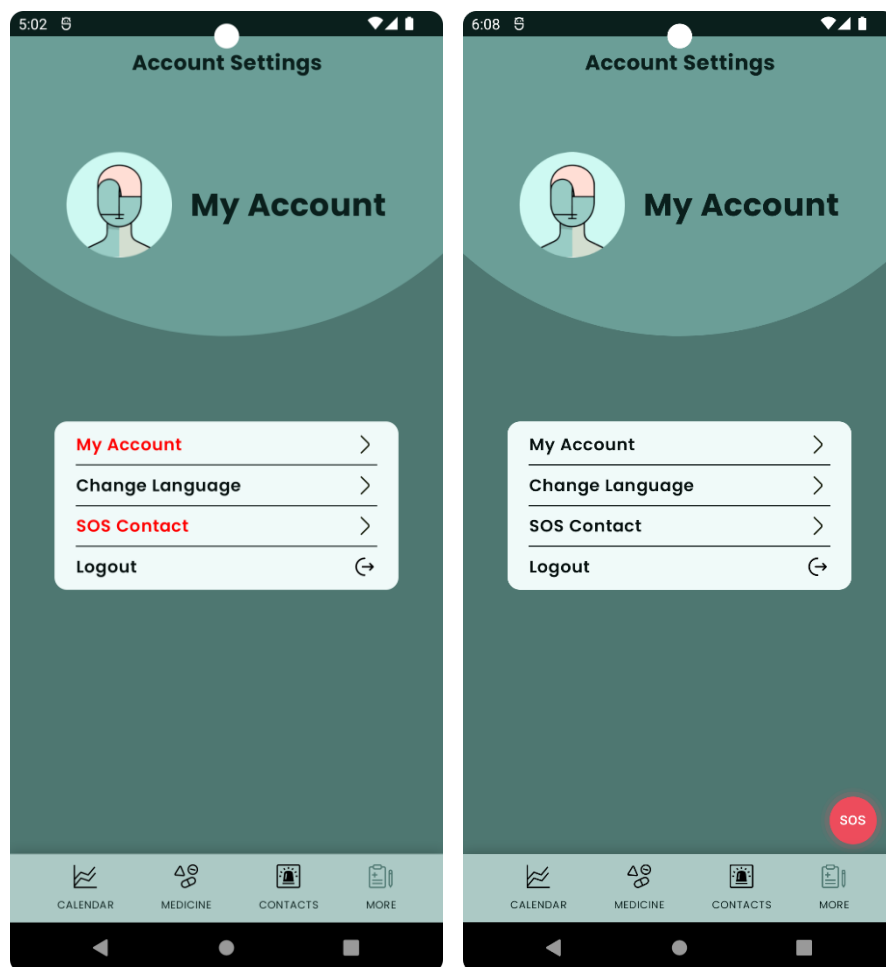 5:02
Account Settings
My Account
My Account
Change Language
SOS Contact
Logout
CALENDAR MEDICINE CONTACTS MORE
6:08
Account Settings
My Account
My Account
Change Language
SOS Contact
Logout
SOS
CALENDAR MEDICINE CONTACTS MORE